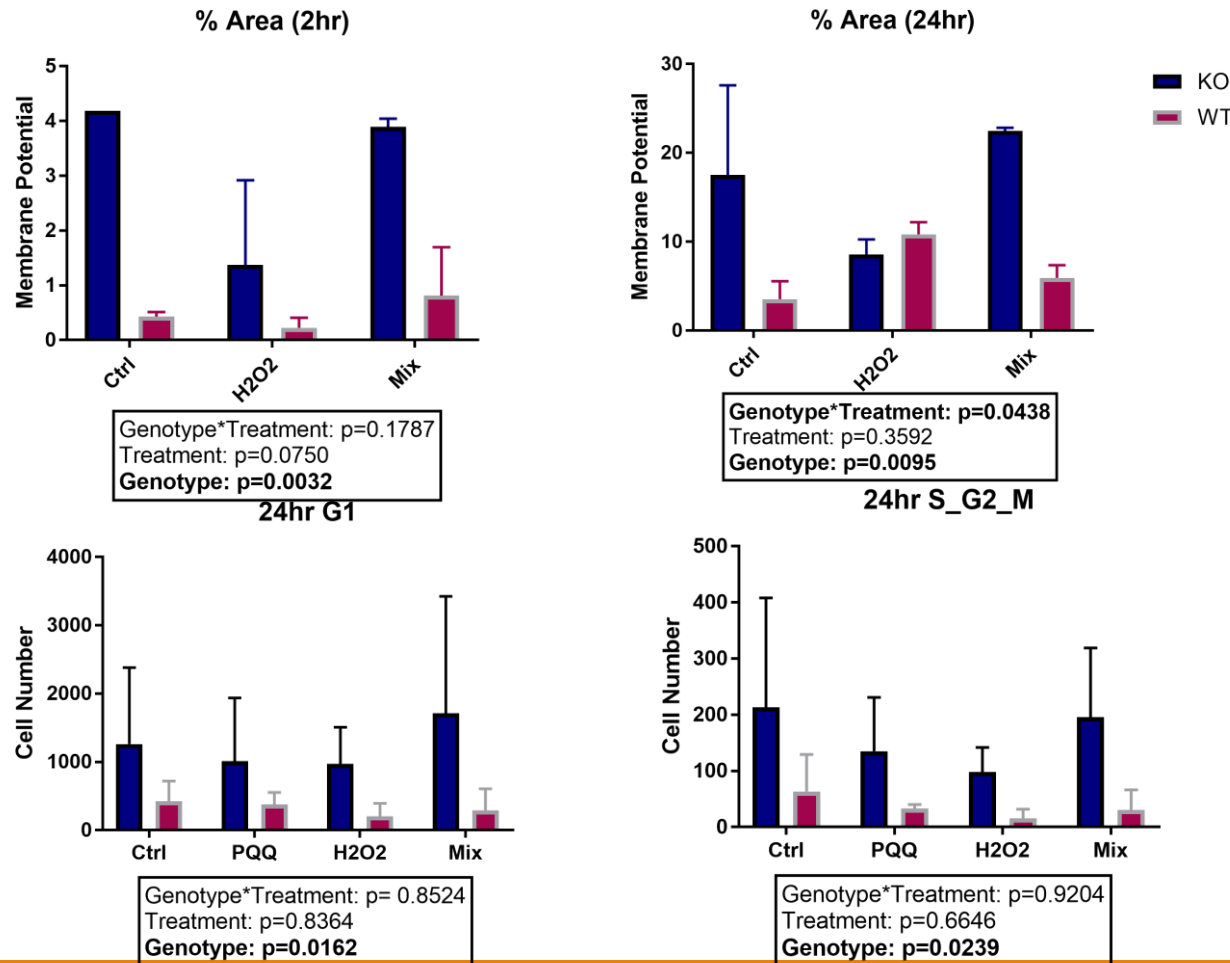 % Area (2hr)
5
4
3
2
1
0
Membrane Potential
Ctrl
H2O2
Mix
Genotype*Treatment: p=0.1787
Treatment: p=0.0750
Genotype: p=0.0032
% Area (24hr)
30
20
10
0
Membrane Potential
Ctrl
H2O2
Mix
KO
WT
Genotype*Treatment: p=0.0438
Treatment: p=0.3592
Genotype: p=0.0095
24hr G1
4000
3000
2000
1000
0
Cell Number
Ctrl PQQ H2O2 Mix
Genotype*Treatment: p= 0.8524
Treatment: p=0.8364
Genotype: p=0.0162
24hr S_G2_M
500
400
300
200
100
0
Cell Number
Ctrl PQQ H2O2 Mix
Genotype*Treatment: p=0.9204
Treatment: p=0.6646
Genotype: p=0.0239